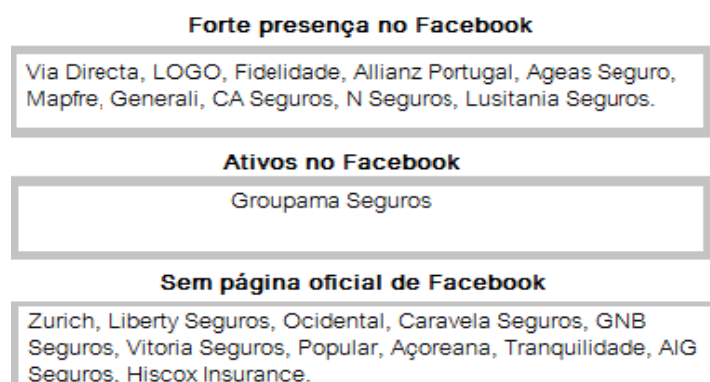 Forte presença no Facebook
Via Directa, LOGO, Fidelidade, Allianz Portugal, Ageas Seguro,
Mapfre, Generali, CA Seguros, N Seguros, Lusitania Seguros.
Ativos no Facebook
Groupama Seguros
Sem página oficial de Facebook
Zurich, Liberty Seguros, Ocidental, Caravela Seguros, GNB
Seguros, Vitoria Seguros, Popular, Açoreana, Tranquilidade, AIG
Seguros, Hiscox Insurance.